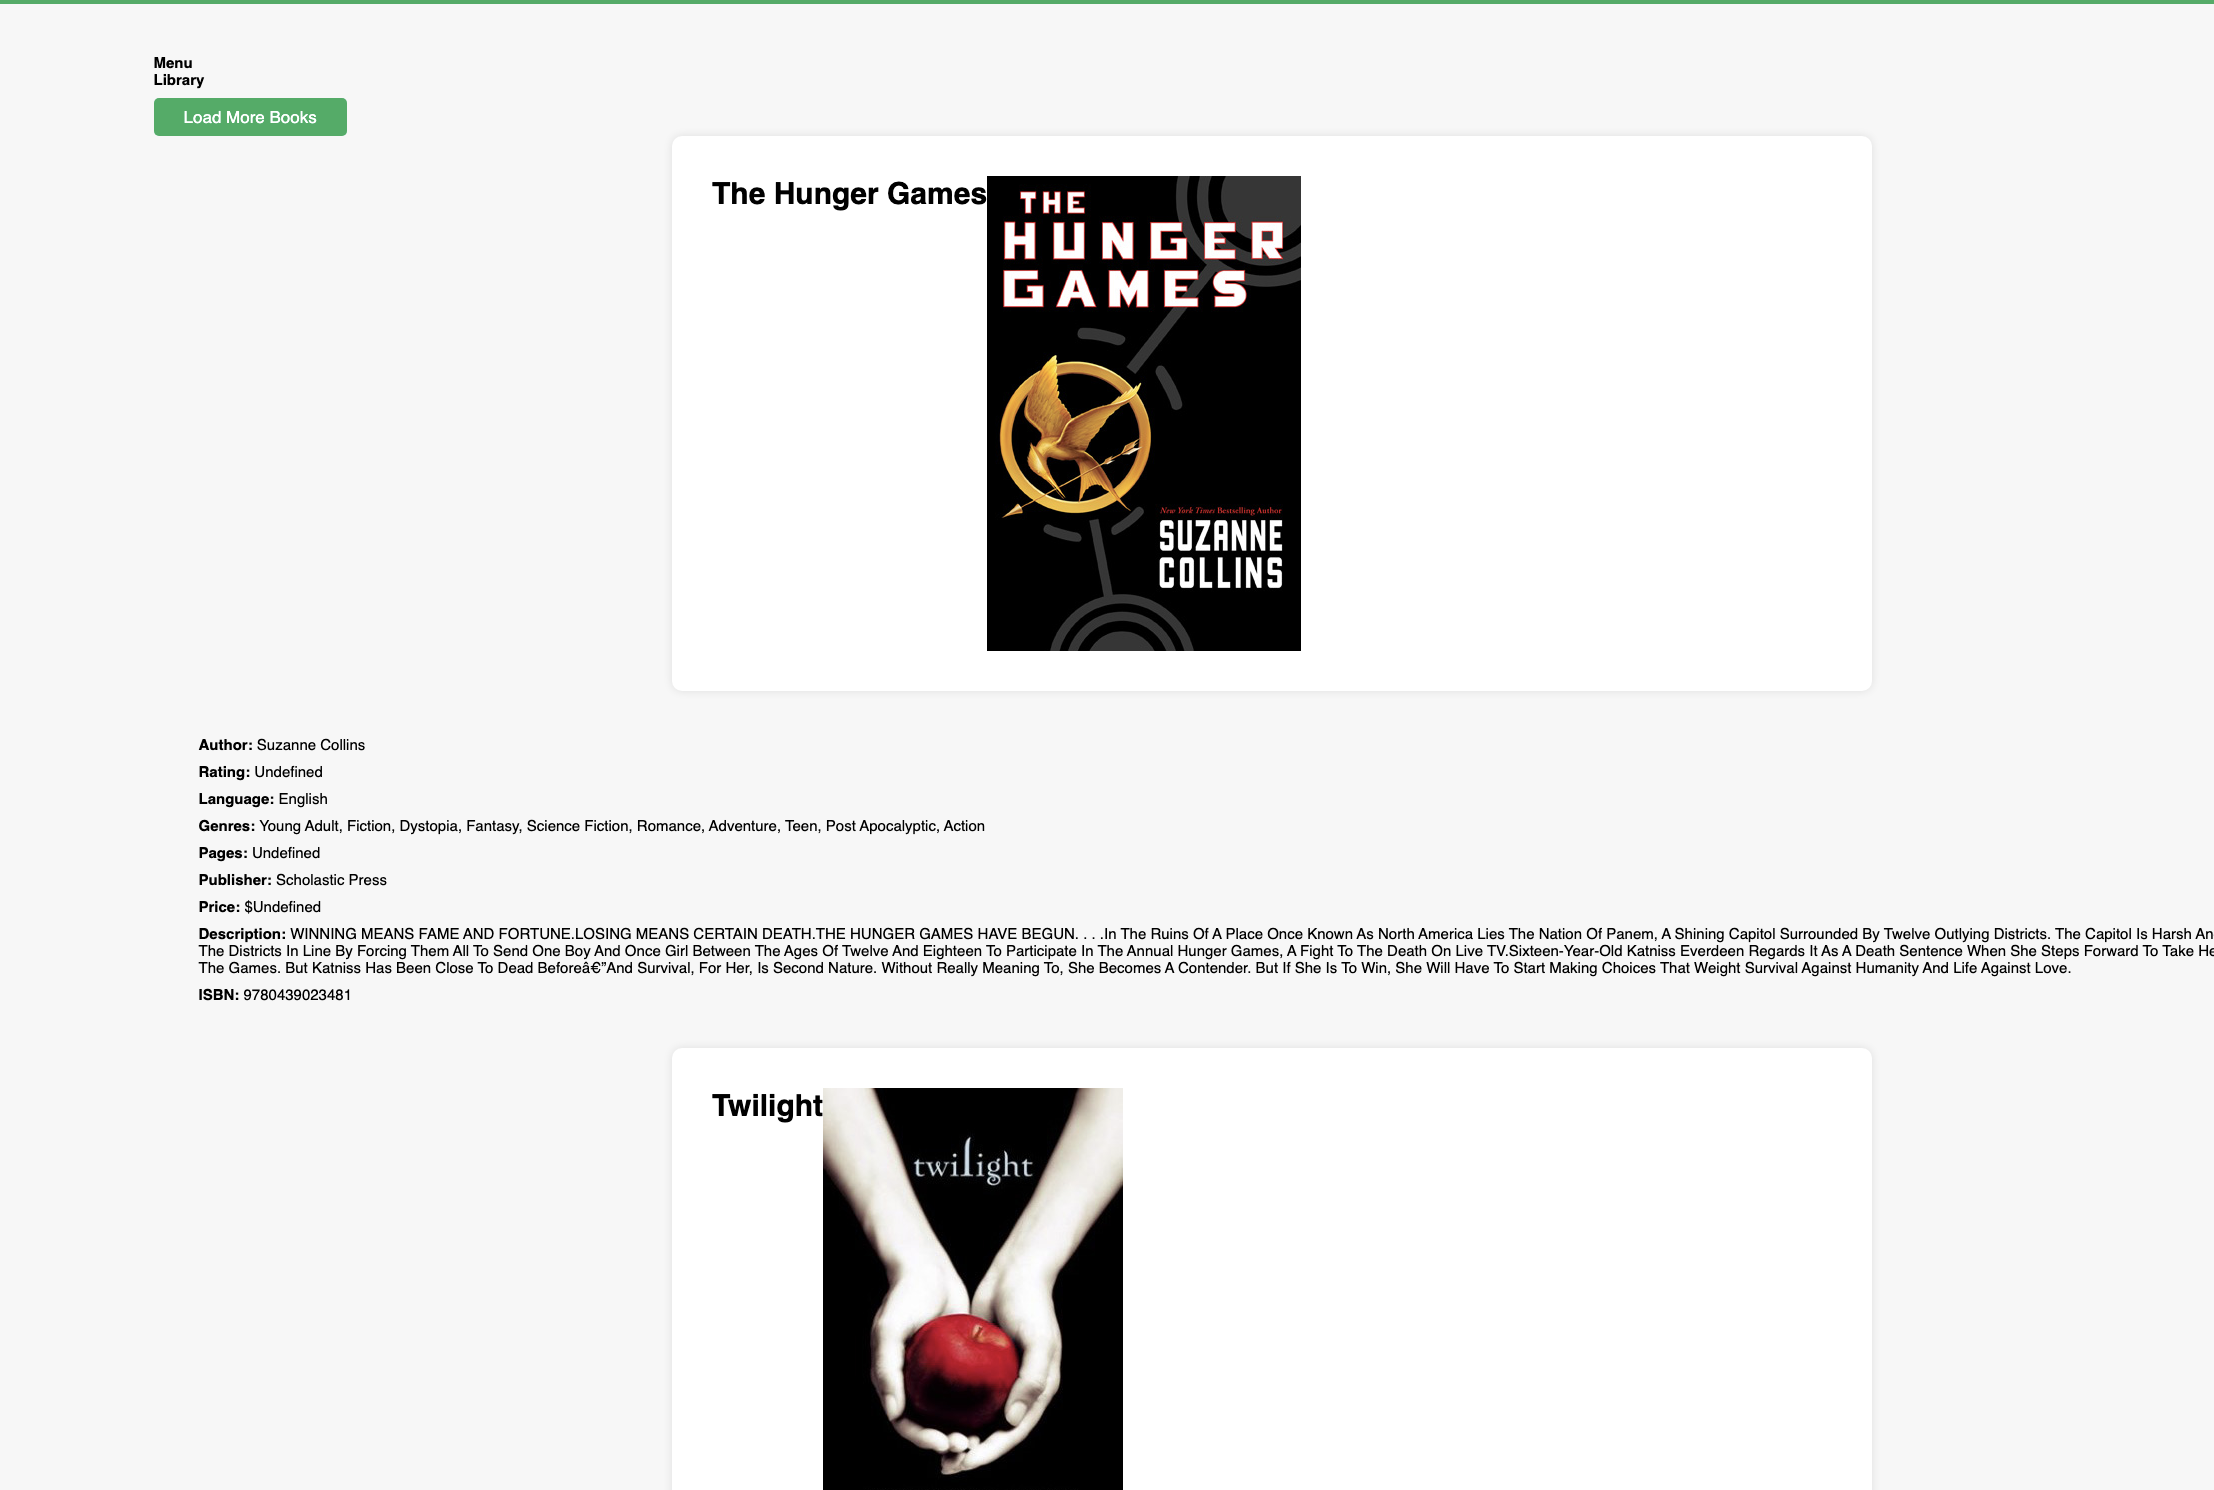 Menu
Library
Load More Books
The Hunger Games
THE
HUNGER
GAMES
New York Times Bestselling Author
SUZANNE
COLLINS
Author: Suzanne Collins
Rating: Undefined
Language: English
Genres: Young Adult, Fiction, Dystopia, Fantasy, Science Fiction, Romance, Adventure, Teen, Post Apocalyptic, Action
Pages: Undefined
Publisher: Scholastic Press
Price: $Undefined
Description: WINNING MEANS FAME AND FORTUNE.LOSING MEANS CERTAIN DEATH.THE HUNGER GAMES HAVE BEGUN. . . .In The Ruins Of A Place Once Known As North America Lies The Nation Of Panem, A Shining Capitol Surrounded By Twelve Outlying Districts. The Capitol Is Harsh An
The Districts In Line By Forcing Them All To Send One Boy And Once Girl Between The Ages Of Twelve And Eighteen To Participate In The Annual Hunger Games, A Fight To The Death On Live TV.Sixteen-Year-Old Katniss Everdeen Regards It As A Death Sentence When She Steps Forward To Take He
The Games. But Katniss Has Been Close To Dead Beforeâ€”And Survival, For Her, Is Second Nature. Without Really Meaning To, She Becomes A Contender. But If She Is To Win, She Will Have To Start Making Choices That Weight Survival Against Humanity And Life Against Love.
ISBN: 9780439023481
Twilight
twilight